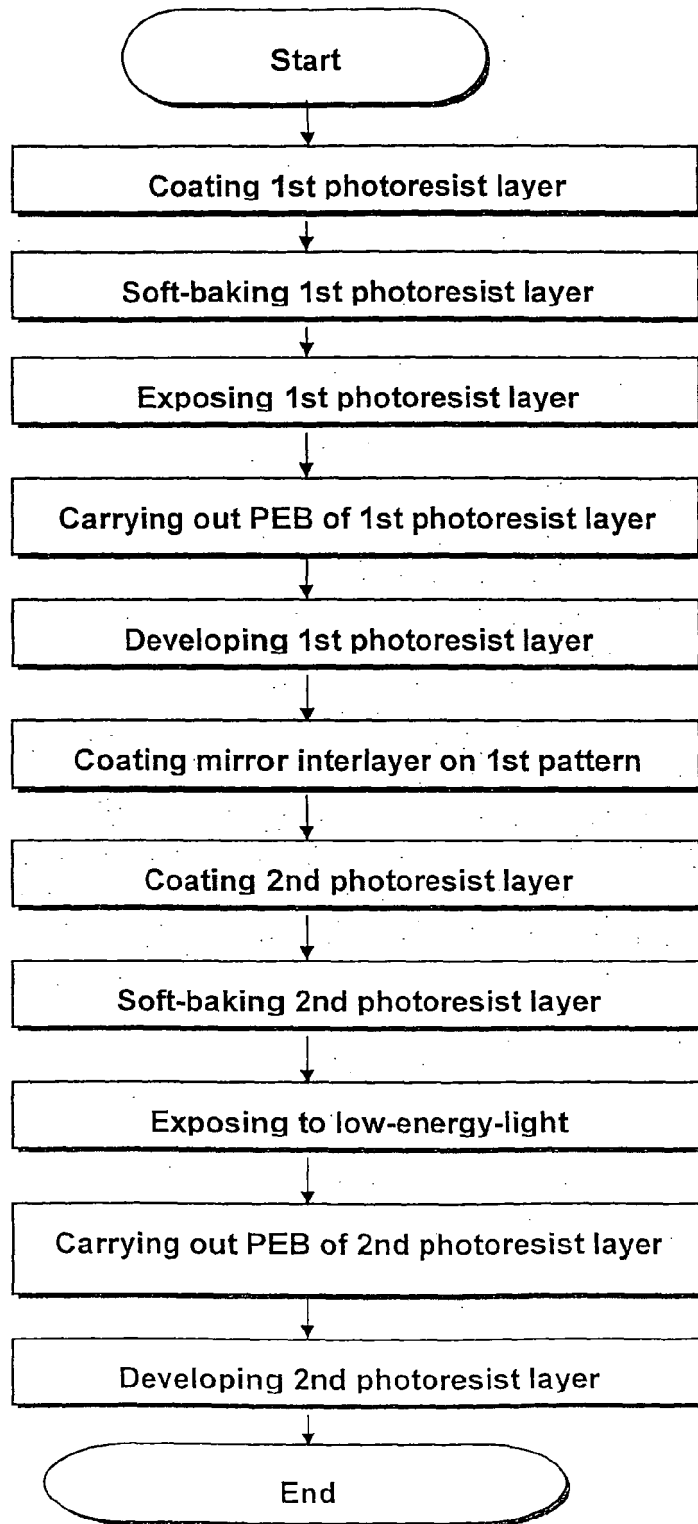 Start
Coating 1st photoresist layer
Soft-baking 1st photoresist layer
Exposing 1st photoresist layer
Carrying out PEB of 1st photoresist layer
Developing 1st photoresist layer
Coating mirror interlayer on 1st pattern
Coating 2nd photoresist layer
Soft-baking 2nd photoresist layer
Exposing to low-energy-light
Carrying out PEB of 2nd photoresist layer
Developing 2nd photoresist layer
End